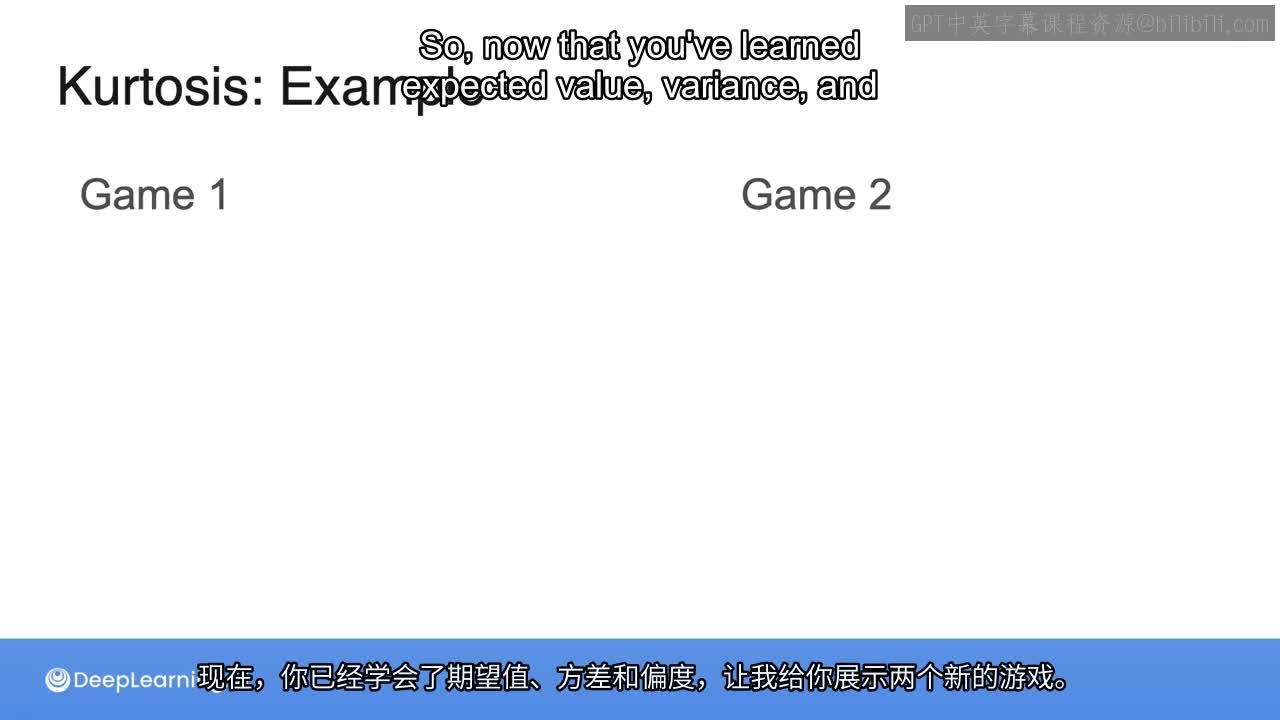 GPT中英字幕课程资源@bilibili.com
So, now that you've learned
expected value, variance, and
Kurtosis: Example
Game 1
Game 2
DeepLearni
现在，你已经学会了期望值、方差和偏度，让我给你展示两个新的游戏。